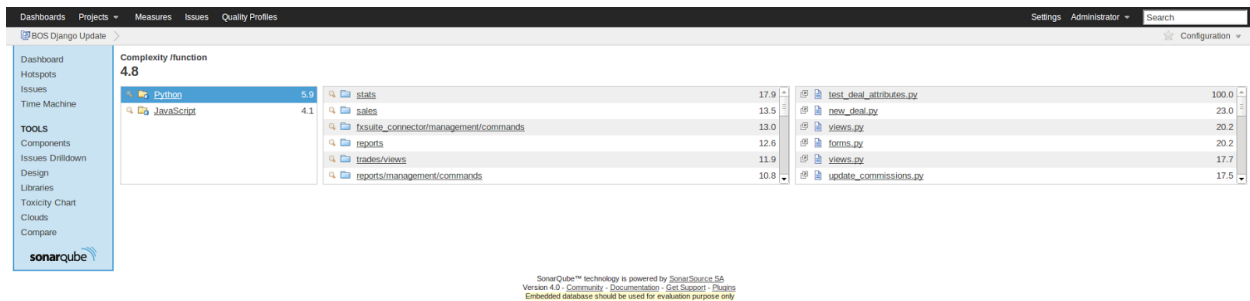 Dashboards Projects Measures Issues Quality Profiles Settings Administrator Search
BOS Django Update Configuration
Dashboard
Hotspots
Issues
Time Machine
TOOLS
Components
Issues Drilldown
Design
Libraries
Toxicity Chart
Clouds
Compare
sonarqube
Complexity /function
4.8
Python 5.9
JavaScript 4.1
stats 17.9
sales 13.5
fxsuite_connector/management/commands 13.0
reports 12.6
trades/views 11.9
reports/management/commands 10.8
test_deal_attributes.py 100.0
new_deal.py 23.0
views.py 20.2
forms.py 20.2
views.py 17.7
update_commissions.py 17.5
SonarQube™ technology is powered by SonarSource SA
Version 4.0 - Community - Documentation - Get Support - Plugins
Embedded database should be used for evaluation purpose only